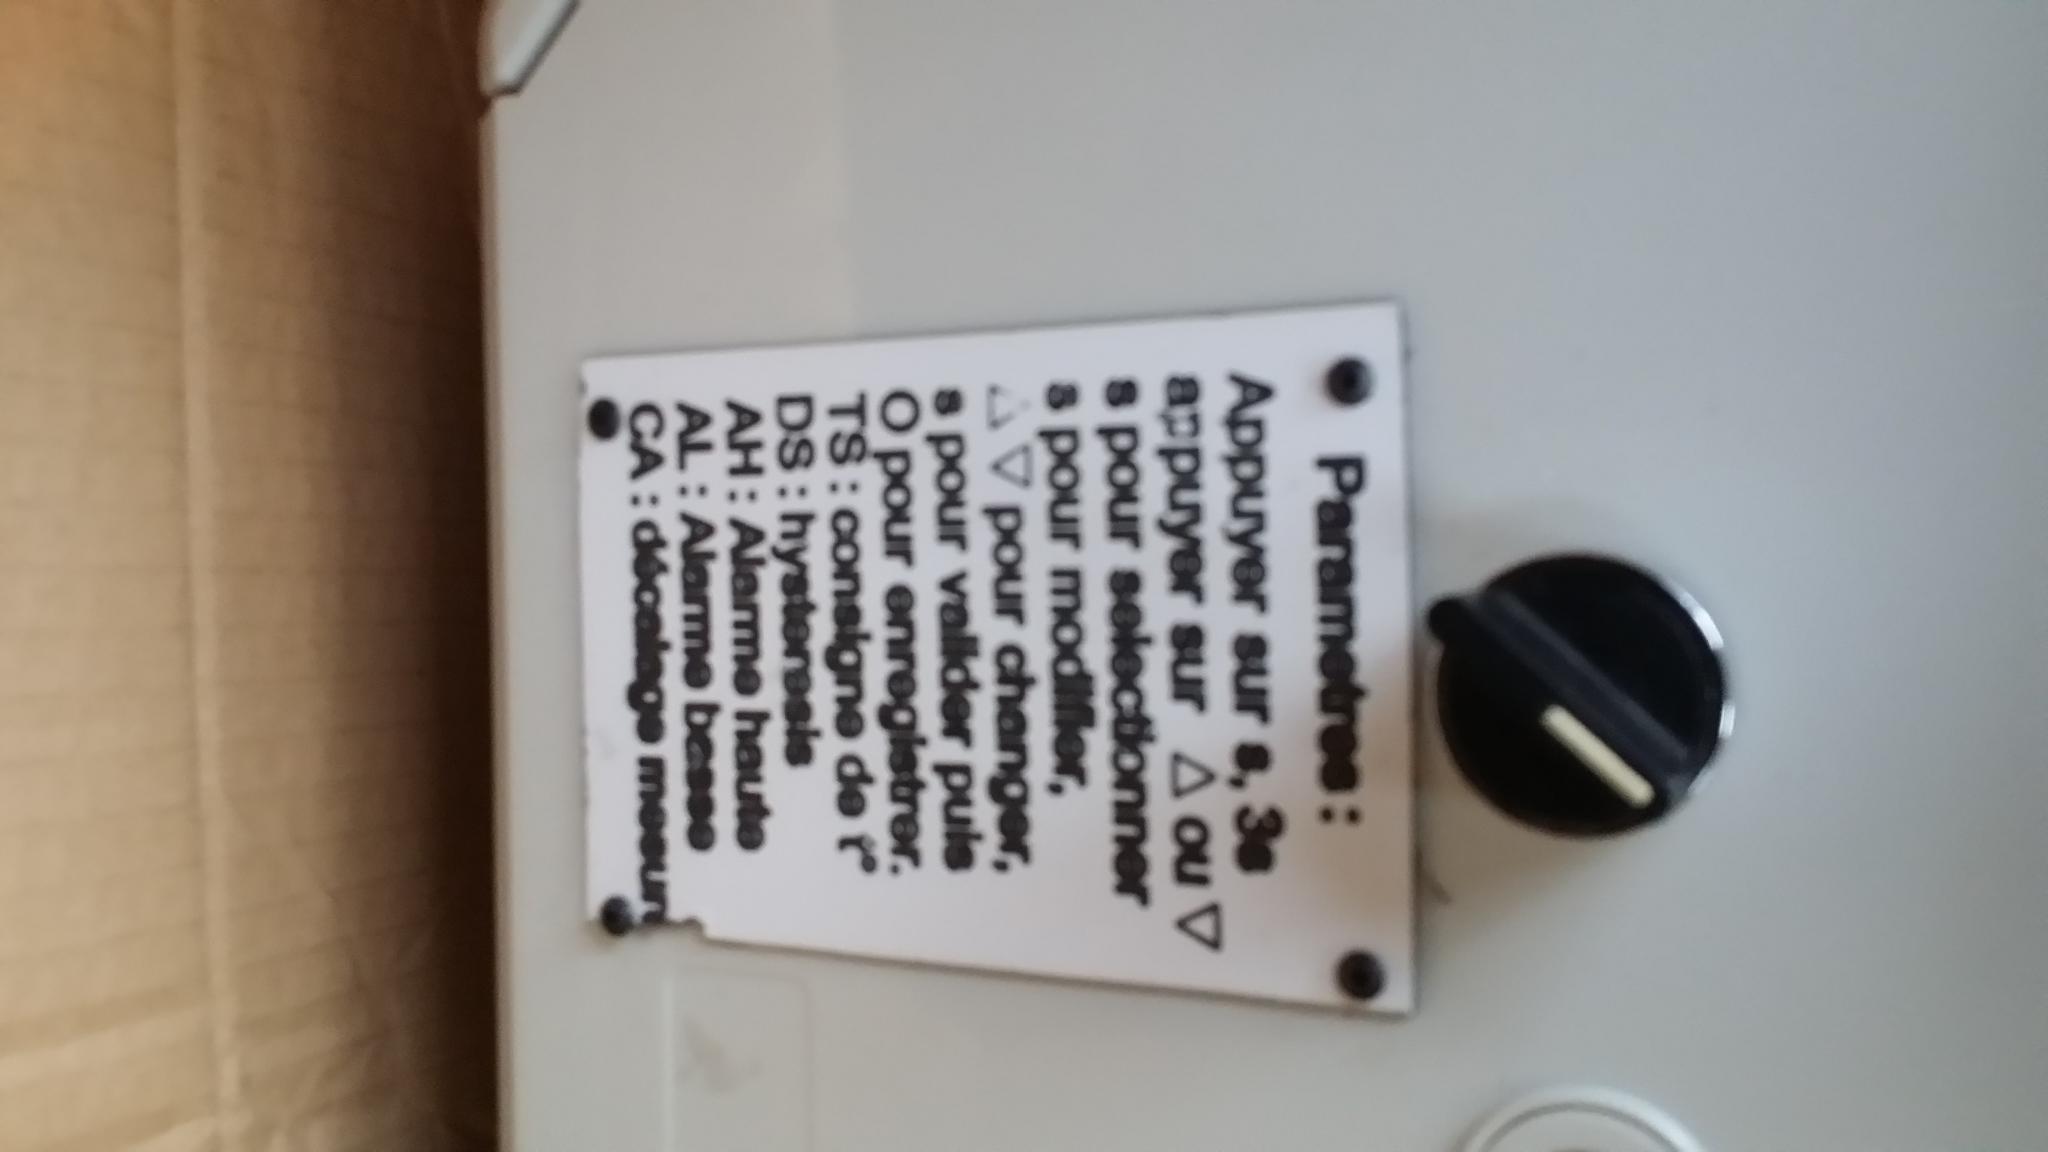 Parametres :
Appuyer sur s, 3s
appuyer sur △ ou ▽
s pour selectionner
s pour modifier,
△ ▽ pour changer,
s pour valider puis
O pour enregistrer.
TS : consigne de t°
DS : hysteresis
AH : Alarme haute
AL : Alarme basse
CA : décalage mesure